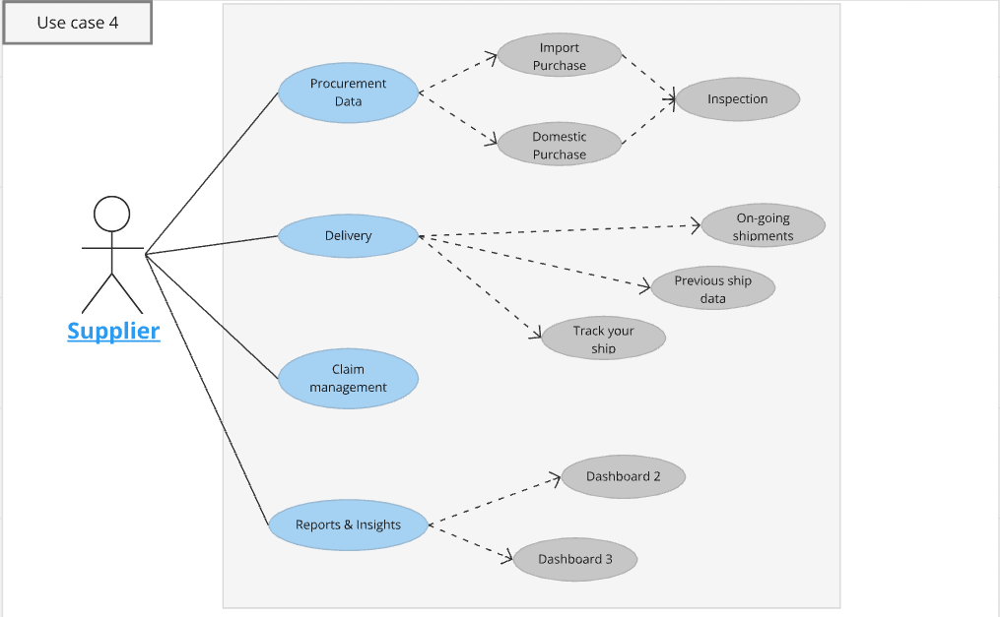 Use case 4
Import
Purchase
Procurement
Data
Inspection
Domestic
Purchase
On-going
shipments
Delivery
Previous ship
data
Supplier
Track your
ship
Claim
management
Dashboard 2
Reports & Insights
Dashboard 3